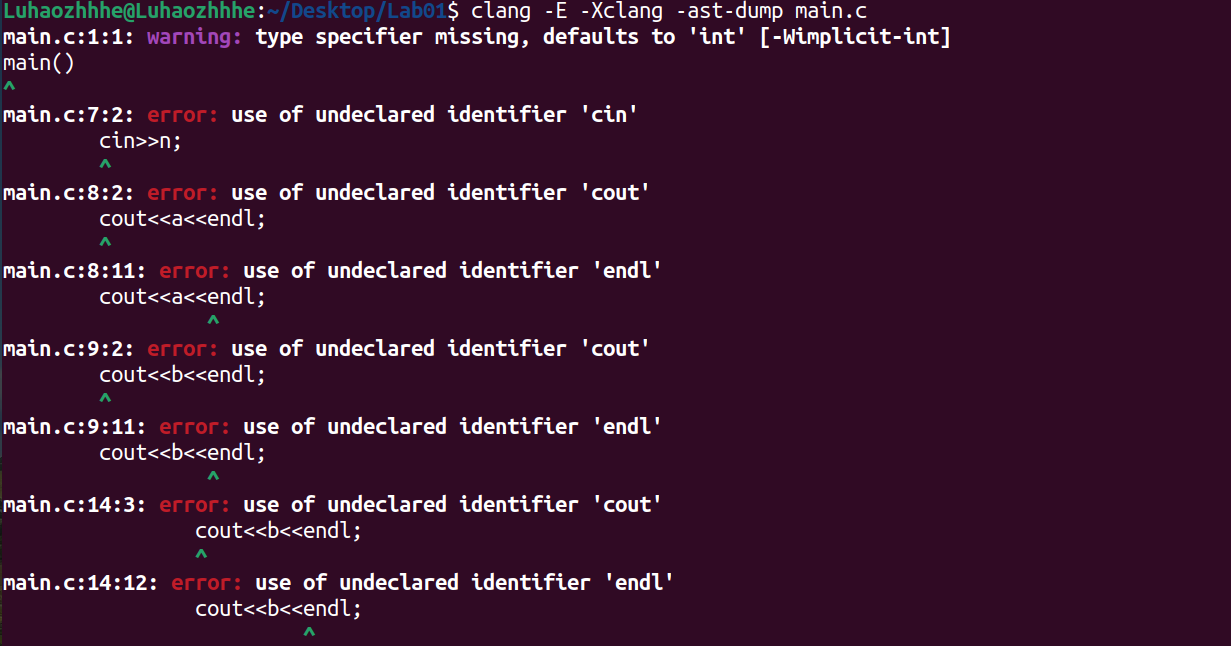 Luhaozhhhe@Luhaozhhhe:~/Desktop/Lab01$ clang -E -Xclang -ast-dump main.c
main.c:1:1: warning: type specifier missing, defaults to 'int' [-Wimplicit-int]
main()
^
main.c:7:2: error: use of undeclared identifier 'cin'
        cin>>n;
        ^
main.c:8:2: error: use of undeclared identifier 'cout'
        cout<<a<<endl;
        ^
main.c:8:11: error: use of undeclared identifier 'endl'
        cout<<a<<endl;
                 ^
main.c:9:2: error: use of undeclared identifier 'cout'
        cout<<b<<endl;
        ^
main.c:9:11: error: use of undeclared identifier 'endl'
        cout<<b<<endl;
                 ^
main.c:14:3: error: use of undeclared identifier 'cout'
                cout<<b<<endl;
                ^
main.c:14:12: error: use of undeclared identifier 'endl'
                cout<<b<<endl;
                         ^